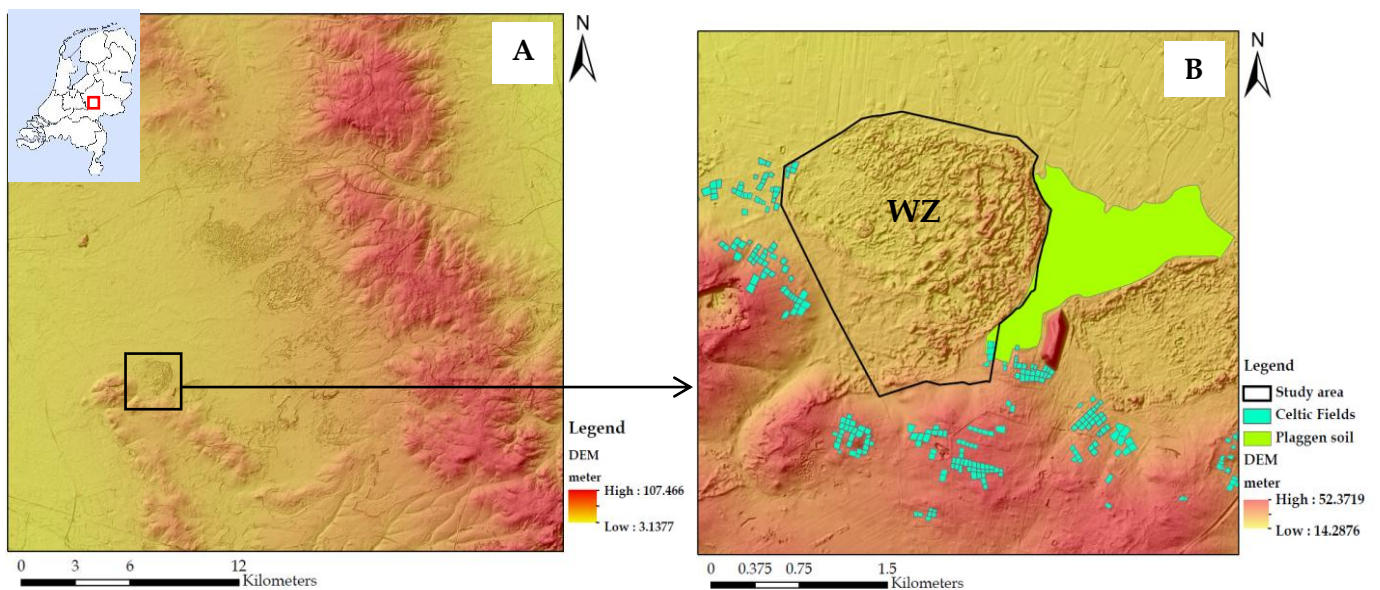 A
N
Legend
DEM
meter
High : 107.466
Low : 3.1377
0 3 6 12
Kilometers
B
N
WZ
Legend
Study area
Celtic Fields
Plaggen soil
DEM
meter
High : 52.3719
Low : 14.2876
0 0.375 0.75 1.5
Kilometers